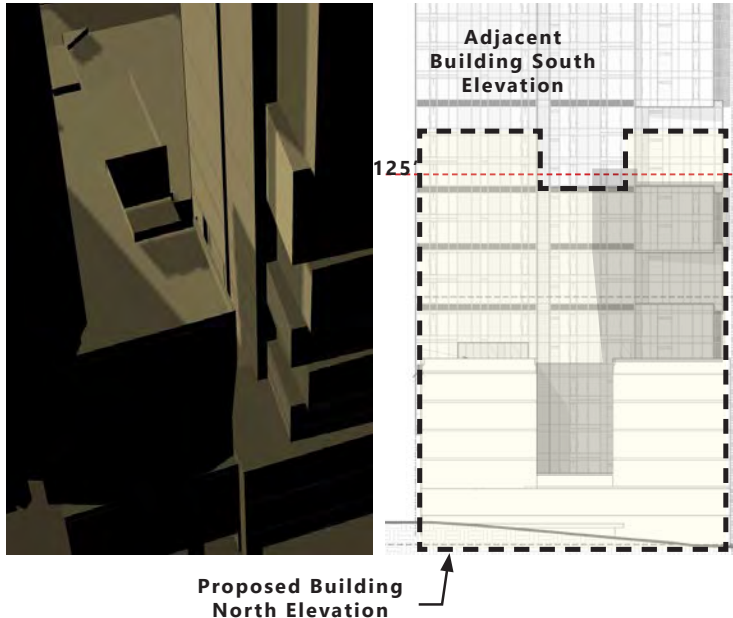 Adjacent
Building South
Elevation
125'
Proposed Building
North Elevation